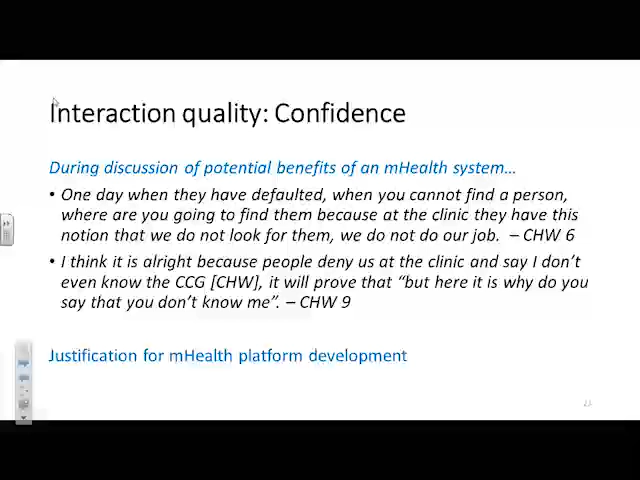 Interaction quality: Confidence
During discussion of potential benefits of an mHealth system…
• One day when they have defaulted, when you cannot find a person,
where are you going to find them because at the clinic they have this
notion that we do not look for them, we do not do our job. – CHW 6
• I think it is alright because people deny us at the clinic and say I don't
even know the CCG [CHW], it will prove that "but here it is why do you
say that you don't know me". – CHW 9
Justification for mHealth platform development